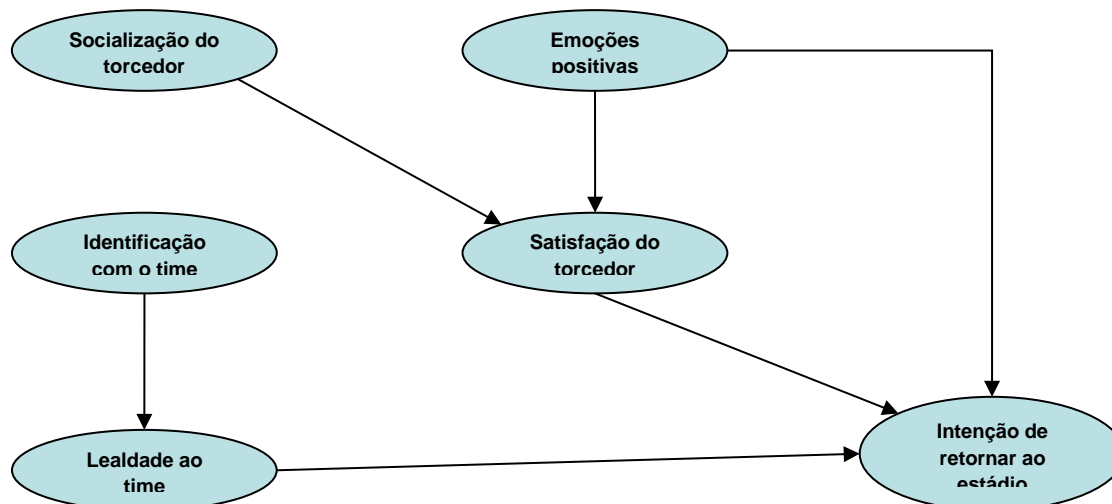 Socialização do
torcedor
Emoções
positivas
Identificação
com o time
Satisfação do
torcedor
Lealdade ao
time
Intenção de
retornar ao
estádio